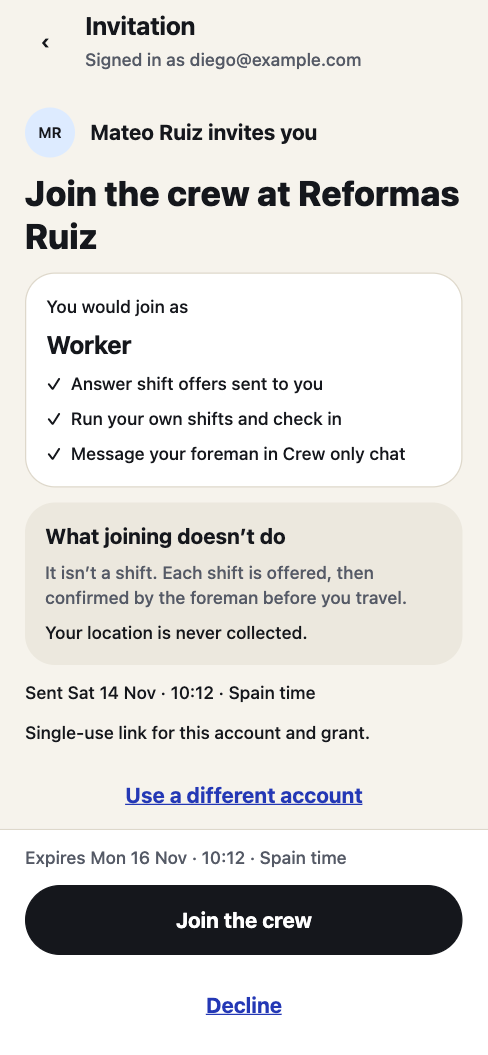 ‹
Invitation
Signed in as diego@example.com
MR
Mateo Ruiz invites you
Join the crew at Reformas
Ruiz
You would join as
Worker
✓ Answer shift offers sent to you
✓ Run your own shifts and check in
✓ Message your foreman in Crew only chat
What joining doesn’t do
It isn’t a shift. Each shift is offered, then
confirmed by the foreman before you travel.
Your location is never collected.
Sent Sat 14 Nov · 10:12 · Spain time
Single-use link for this account and grant.
Use a different account
Expires Mon 16 Nov · 10:12 · Spain time
Join the crew
Decline